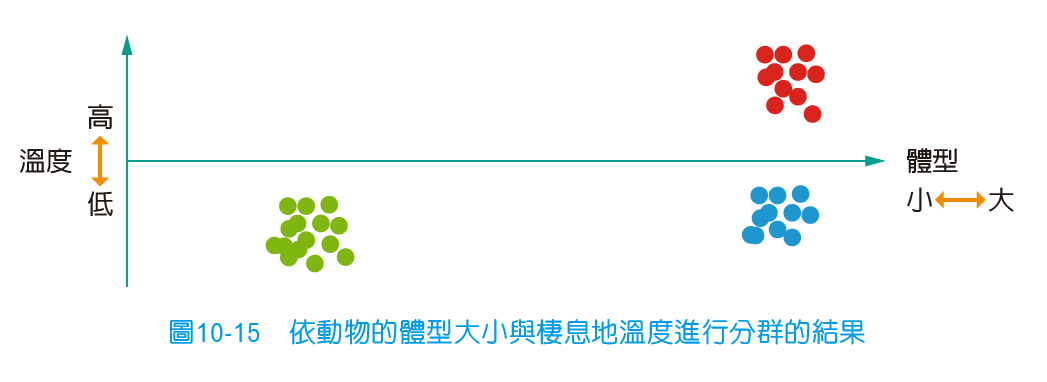 高
溫度
低
體型
小 大
圖10-15 依動物的體型大小與棲息地溫度進行分群的結果